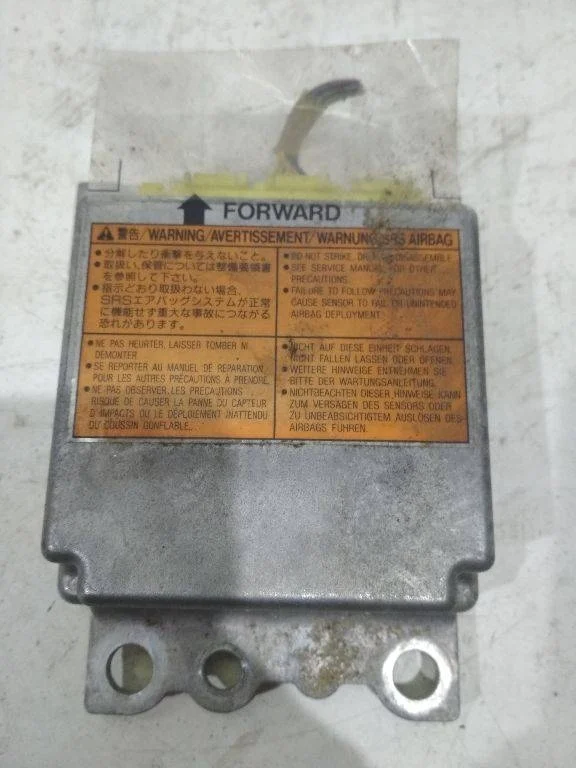 FORWARD
警告/WARNING/AVERTISSEMENT/WARNUNG:SRS AIRBAG
● 分解したり衝撃を与えないこと。
● 取扱い、保管については整備要領書
を参照して下さい。
● 指示どおり取扱わない場合、
SRSエアバッグシステムが正常
に機能せず重大な事故につながる
恐れがあります。
● DO NOT STRIKE, DROP DISASSEMBLE
● SEE SERVICE MANUAL FOR OTHER
PRECAUTIONS.
● FAILURE TO FOLLOW PRECAUTIONS MAY
CAUSE SENSOR TO FAIL OR UNINTENDED
AIRBAG DEPLOYMENT.
● NE PAS HEURTER, LAISSER TOMBER NI
DEMONTER
● SE REPORTER AU MANUEL DE REPARATION
POUR LES AUTRES PRÉCAUTIONS A PRENDRE.
● NE PAS OBSERVER LES PRECAUTIONS
RISQUE DE CAUSER LA PANNE DU CAPTEUR
D'IMPACTS OU LE DÉPLOIEMENT INATTENDU
DU COUSSIN GONFLABLE.
● NICHT AUF DIESE EINHEIT SCHLAGEN,
NICHT FALLEN LASSEN ODER ÖFFNEN.
● WEITERE HINWEISE ENTNEHMEN SIE
BITTE DER WARTUNGSANLEITUNG.
● NICHTBEACHTEN DIESER HINWEISE KANN
ZUM VERSAGEN DES SENSORS ODER
ZU UNBEABSICHTIGTEM AUSLÖSEN DES
AIRBAGS FÜHREN.